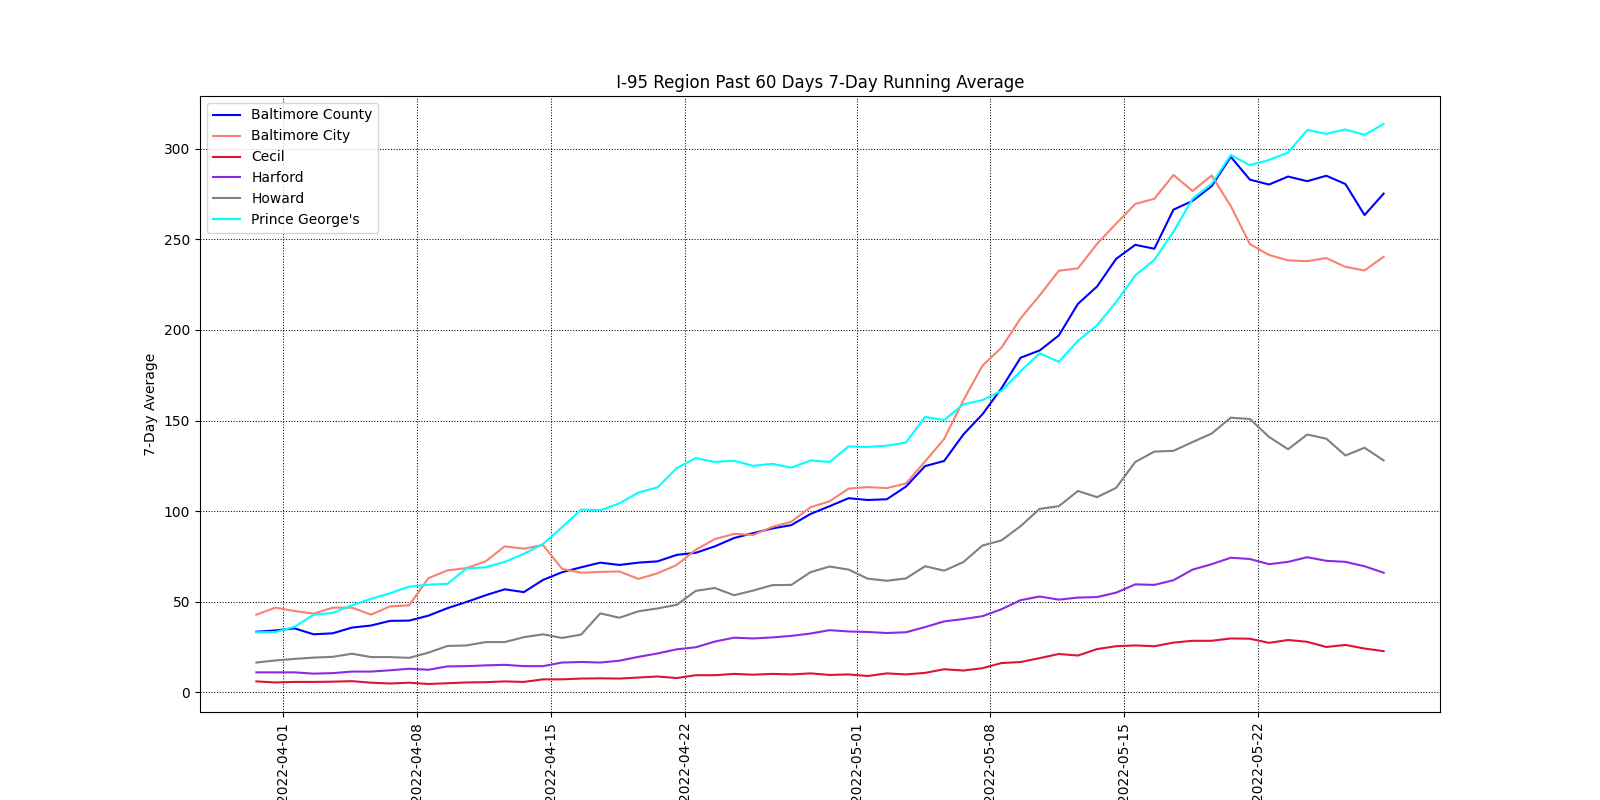 I-95 Region Past 60 Days 7-Day Running Average
Baltimore County
Baltimore City
Cecil
Harford
Howard
Prince George's
300
250
200
150
100
50
0
7-Day Average
2022-04-01
2022-04-08
2022-04-15
2022-04-22
2022-05-01
2022-05-08
2022-05-15
2022-05-22